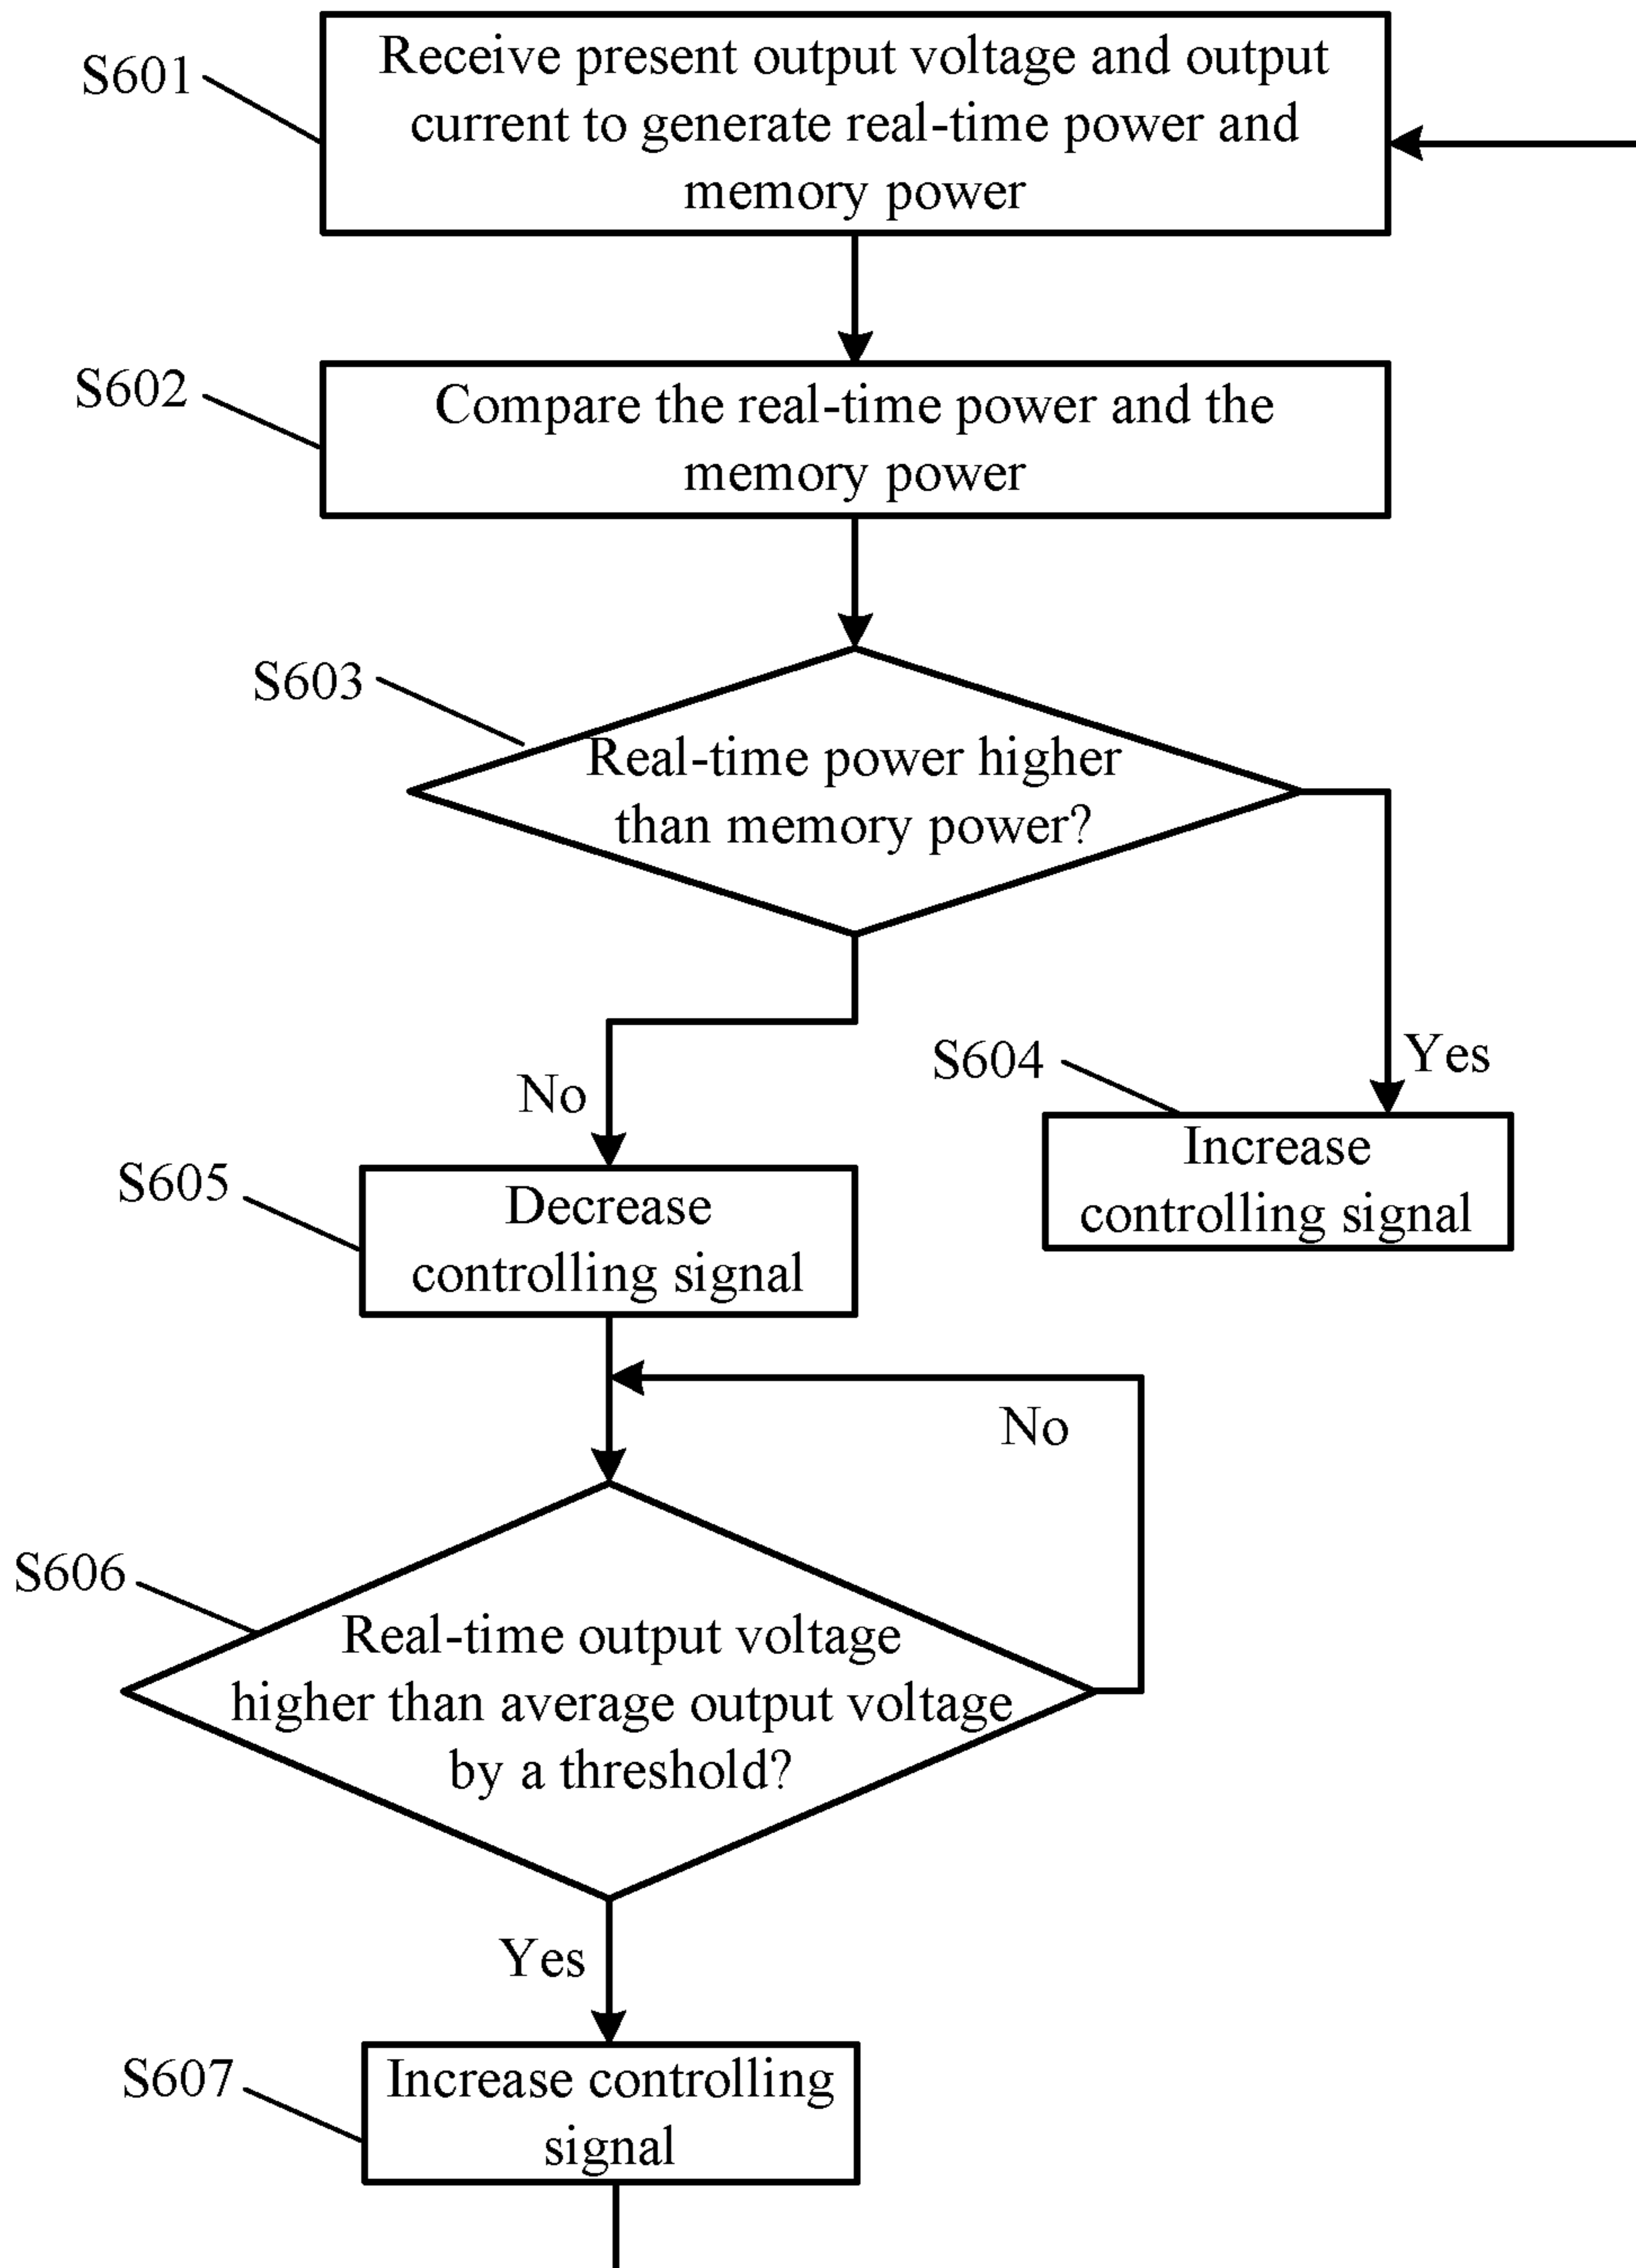 S601
Receive present output voltage and output
current to generate real-time power and
memory power
S602
Compare the real-time power and the
memory power
S603
Real-time power higher
than memory power?
No
Yes
S604
Increase
controlling signal
S605
Decrease
controlling signal
No
S606
Real-time output voltage
higher than average output voltage
by a threshold?
Yes
S607
Increase controlling
signal